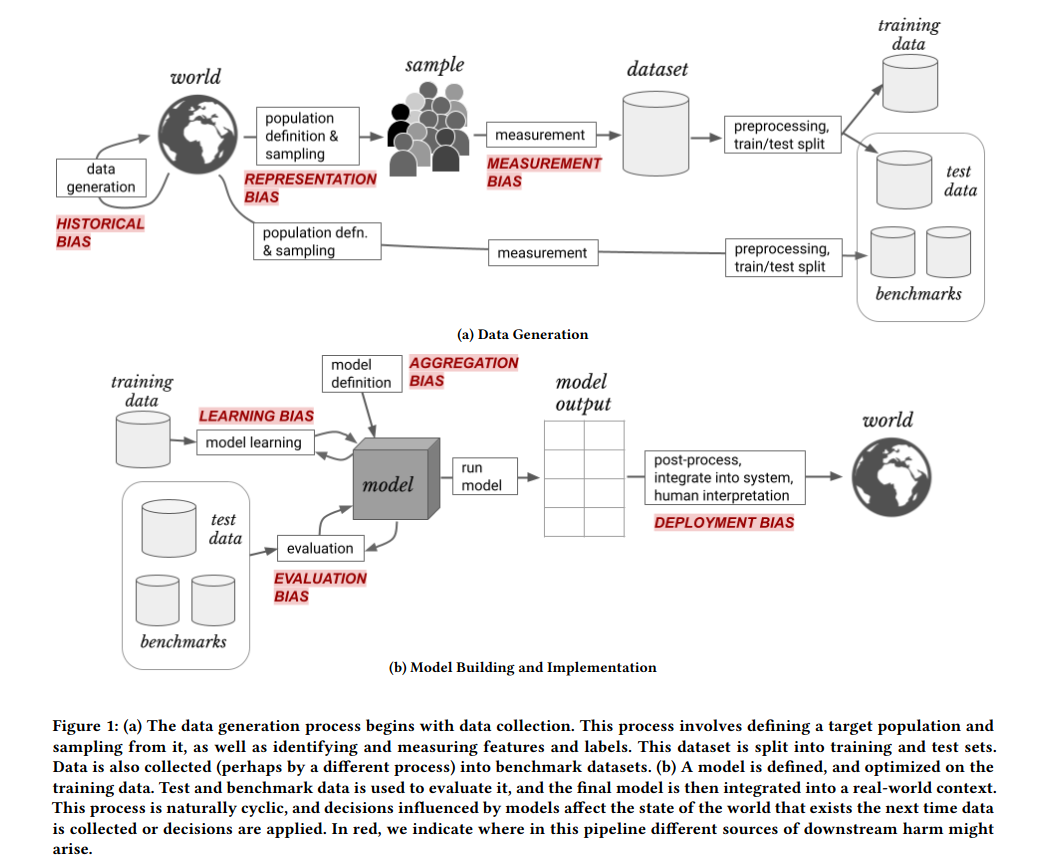 training
data
world
sample
dataset
population
definition &
sampling
measurement
preprocessing,
train/test split
data
generation
REPRESENTATION
BIAS
MEASUREMENT
BIAS
test
data
HISTORICAL
BIAS
population defn.
& sampling
measurement
preprocessing,
train/test split
benchmarks
(a) Data Generation
model
definition
AGGREGATION
BIAS
training
data
LEARNING BIAS
model learning
model
output
world
model
run
model
post-process,
integrate into system,
human interpretation
DEPLOYMENT BIAS
test
data
evaluation
EVALUATION
BIAS
benchmarks
(b) Model Building and Implementation
Figure 1: (a) The data generation process begins with data collection. This process involves defining a target population and
sampling from it, as well as identifying and measuring features and labels. This dataset is split into training and test sets.
Data is also collected (perhaps by a different process) into benchmark datasets. (b) A model is defined, and optimized on the
training data. Test and benchmark data is used to evaluate it, and the final model is then integrated into a real-world context.
This process is naturally cyclic, and decisions influenced by models affect the state of the world that exists the next time data
is collected or decisions are applied. In red, we indicate where in this pipeline different sources of downstream harm might
arise.